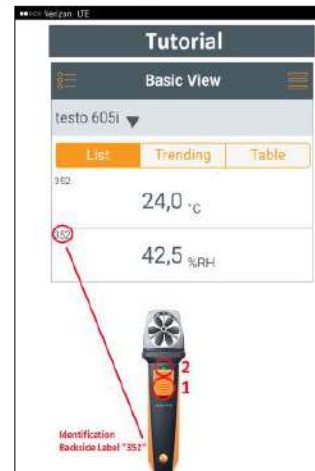 Verizon LTE
Tutorial
Basic View
testo 605i
List Trending Table
352
24,0 °C
352
42,5 %RH
2
1
Identification
Backside Label "352"